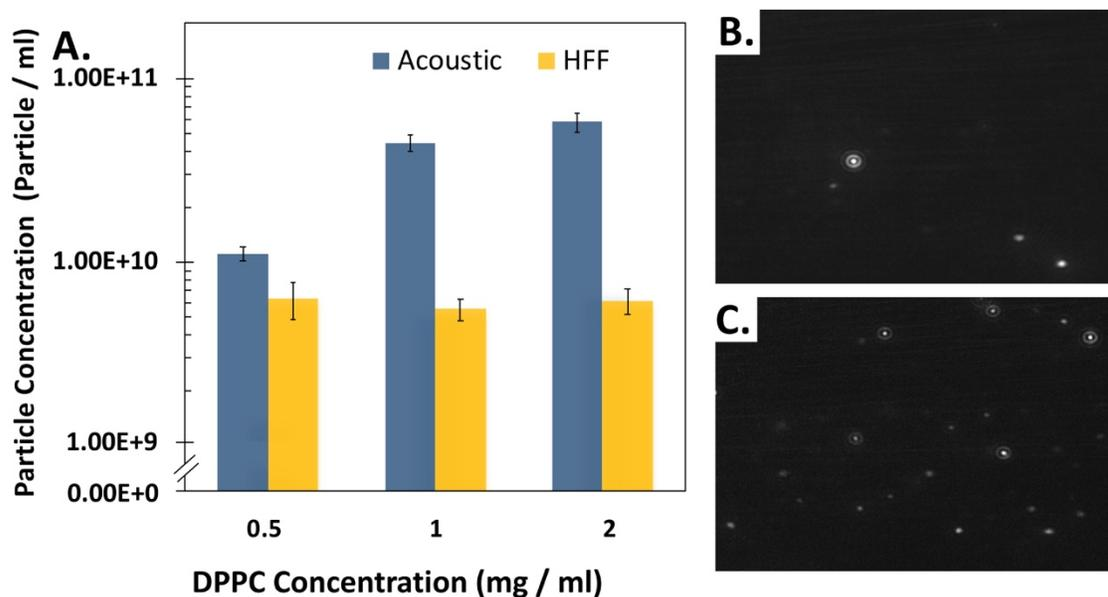 A.
Acoustic HFF
Particle Concentration (Particle / ml)
1.00E+11
1.00E+10
1.00E+9
0.00E+0
0.5 1 2
DPPC Concentration (mg / ml)
B.
C.